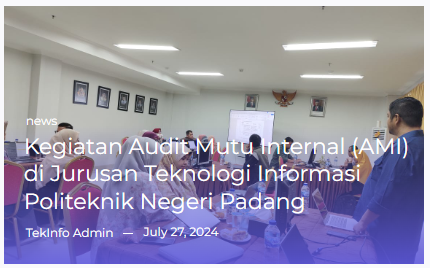 news
Kegiatan Audit Mutu Internal (AMI)
di Jurusan Teknologi Informasi
Politeknik Negeri Padang
TekInfo Admin — July 27, 2024